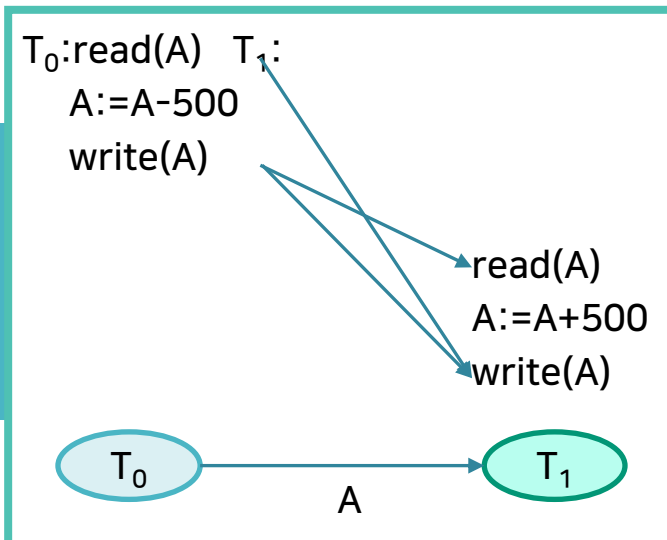 T₀:read(A) T₁:
A:=A-500
write(A)
read(A)
A:=A+500
write(A)
T₀
T₁
A